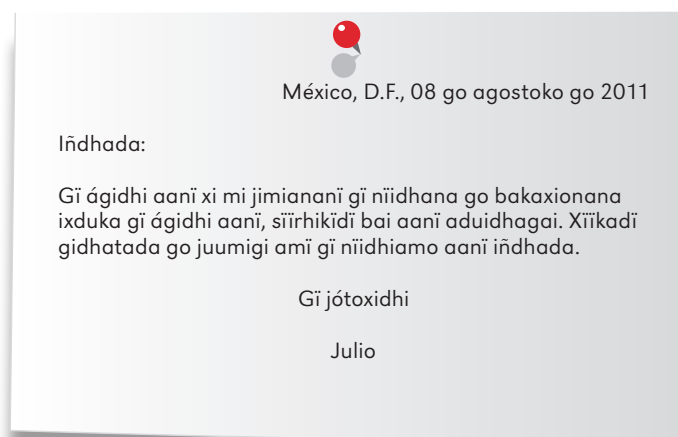 México, D.F., 08 go agostoko go 2011
Iñdhada:
Gï ágidhi aanï xi mi jimiananï gï nïidhana go bakaxionana
ixduka gï ágidhi aanï, sïïrhikïdï bai aanï aduidhagai. Xïïkadï
gidhatada go juumigi amï gï nïidhiamo aanï iñdhada.
Gï jótoxidhi
Julio